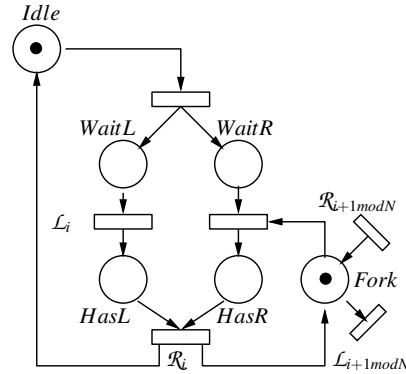 Idle
WaitL WaitR
ℒi ℛi+1modN
Fork
HasL HasR
ℛi ℒi+1modN